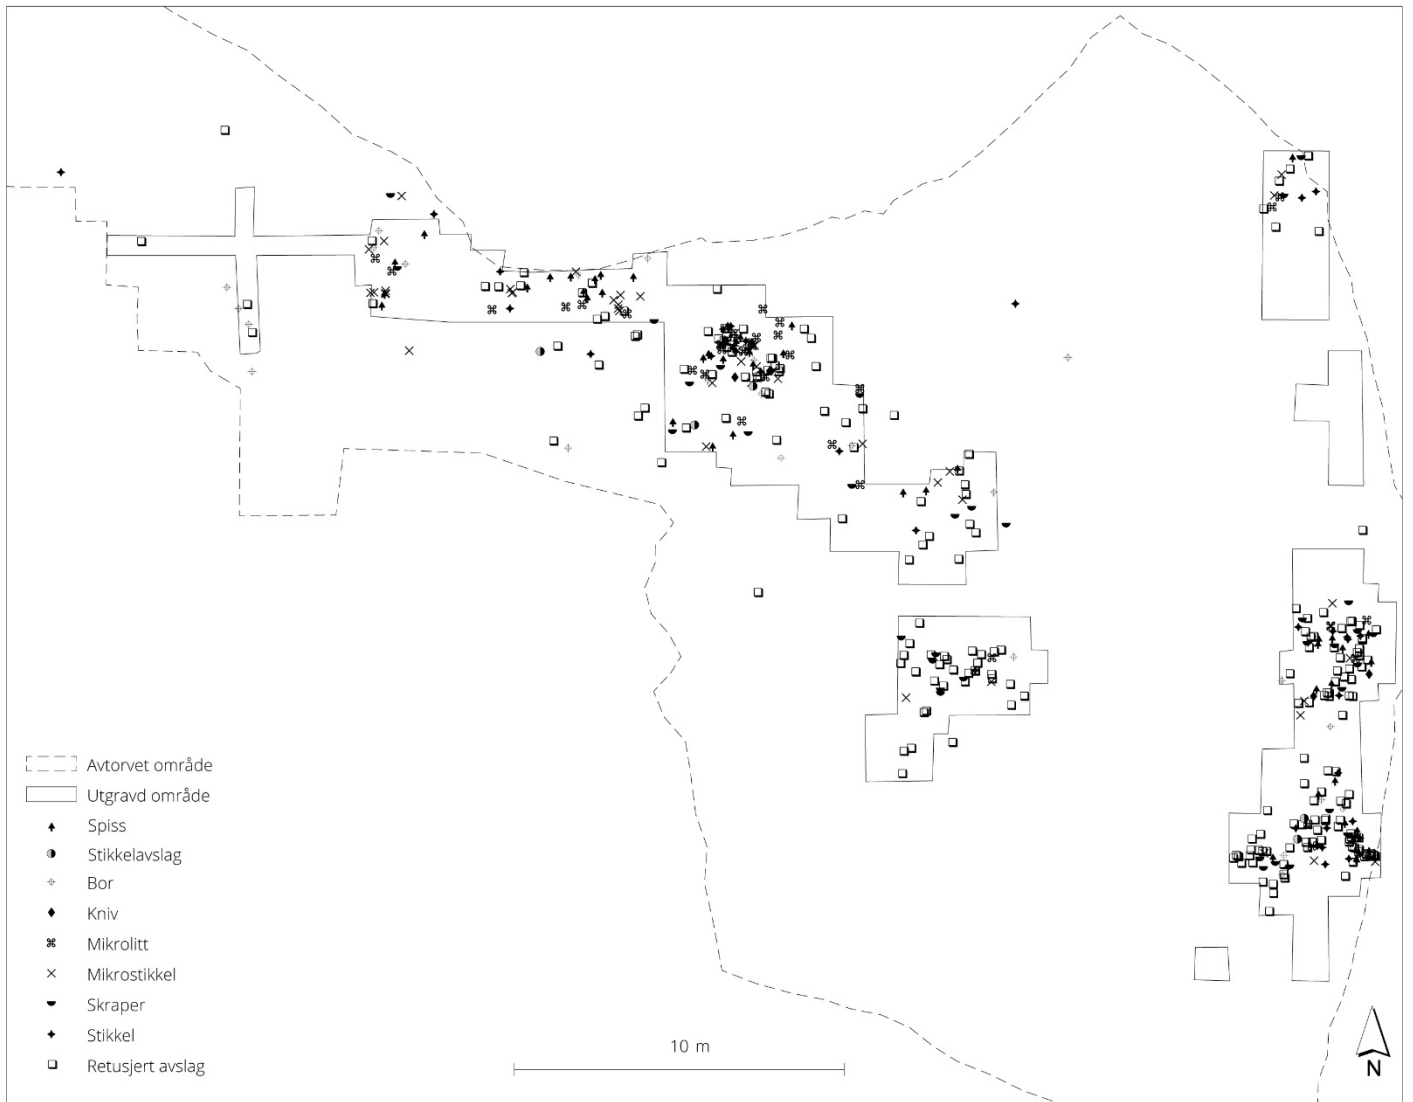 Avtorvet område
Utgravd område
Spiss
Stikkelavslag
Bor
Kniv
Mikrolitt
Mikrostikkel
Skraper
Stikkel
Retusjert avslag
10 m
N